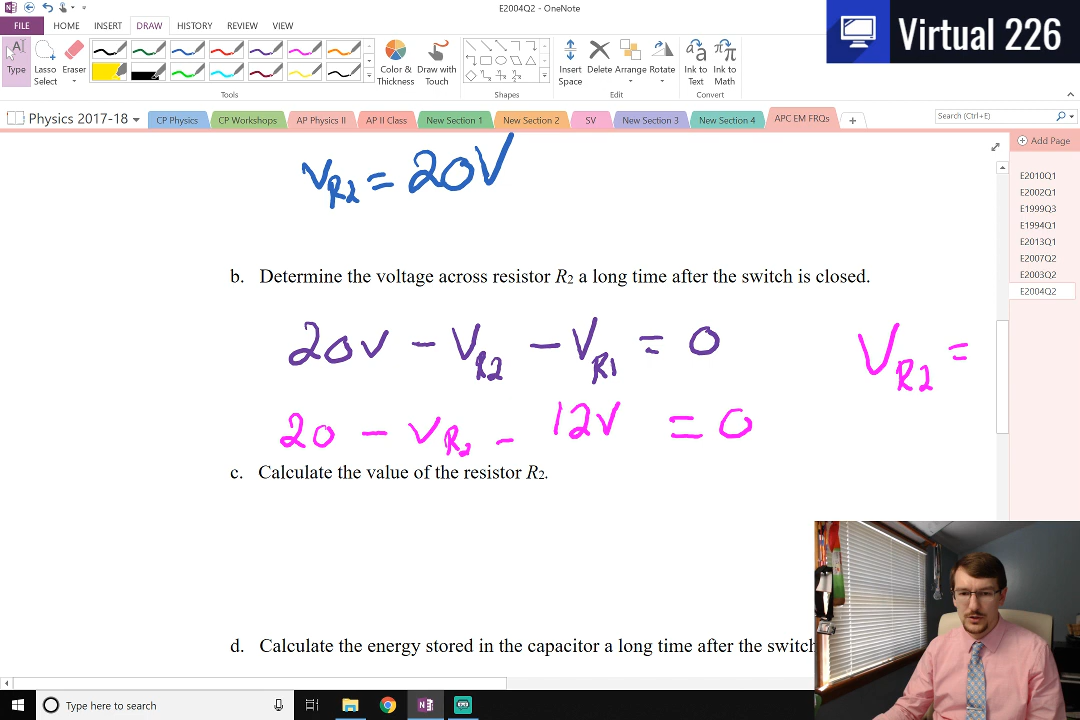 E2004Q2 - OneNote
Virtual 226
FILE HOME INSERT DRAW HISTORY REVIEW VIEW
Type Lasso Select Eraser Color & Thickness Draw with Touch Insert Space Delete Arrange Rotate Ink to Text Ink to Math
Tools Shapes Edit Convert
Physics 2017-18 CP Physics CP Workshops AP Physics II AP II Class New Section 1 New Section 2 SV New Section 3 New Section 4 APC EM FRQs Search (Ctrl+E)
Add Page
E2010Q1
E2002Q1
E1999Q3
E1994Q1
E2013Q1
E2007Q2
E2003Q2
E2004Q2
VR2 = 20V
b. Determine the voltage across resistor R2 a long time after the switch is closed.
20V - VR2 - VR1 = 0
VR2 =
20 - VR2 - 12V = 0
c. Calculate the value of the resistor R2.
d. Calculate the energy stored in the capacitor a long time after the switch
Type here to search